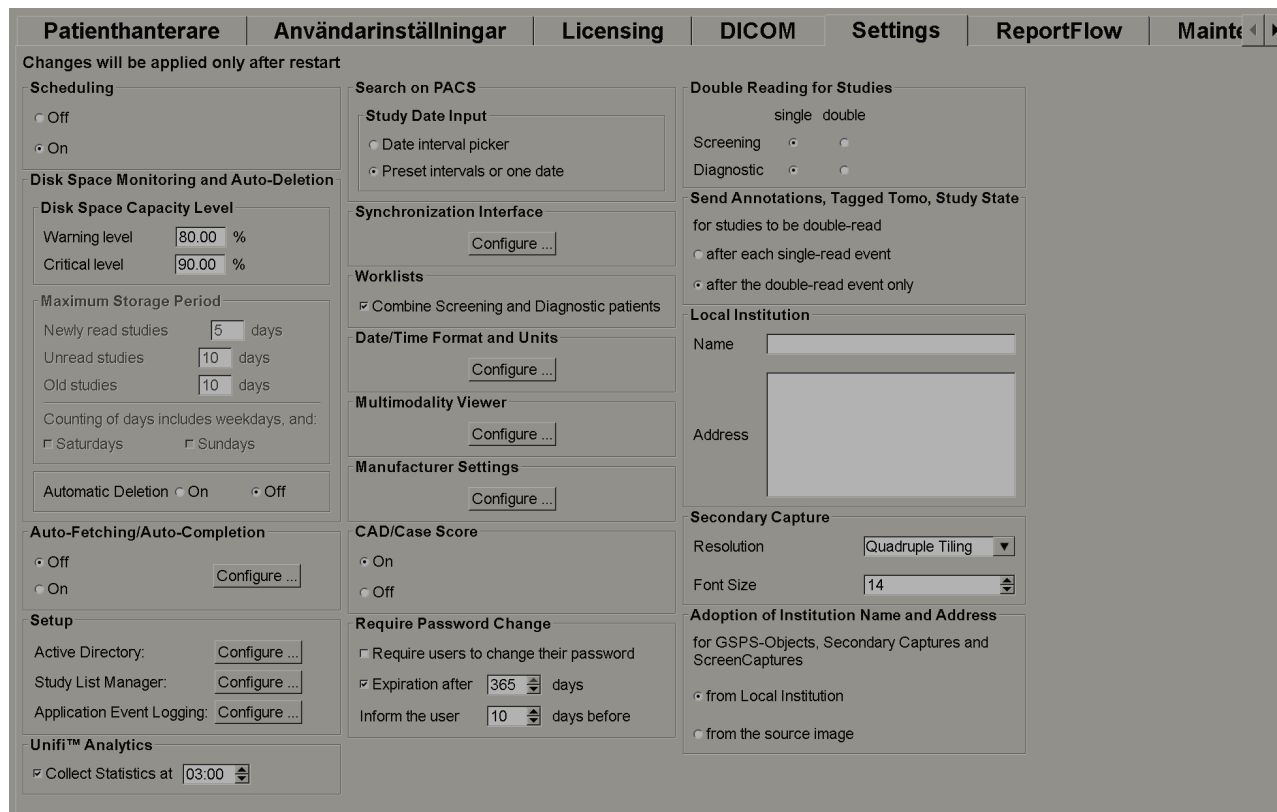 Patienthanterare
Användarinställningar
Licensing
DICOM
Settings
ReportFlow
Mainte
Changes will be applied only after restart
Scheduling
Off
On
Disk Space Monitoring and Auto-Deletion
Disk Space Capacity Level
Warning level 80.00 %
Critical level 90.00 %
Maximum Storage Period
Newly read studies 5 days
Unread studies 10 days
Old studies 10 days
Counting of days includes weekdays, and:
Saturdays Sundays
Automatic Deletion On Off
Auto-Fetching/Auto-Completion
Off
On
Configure ...
Setup
Active Directory: Configure ...
Study List Manager: Configure ...
Application Event Logging: Configure ...
Unifi™ Analytics
Collect Statistics at 03:00
Search on PACS
Study Date Input
Date interval picker
Preset intervals or one date
Synchronization Interface
Configure ...
Worklists
Combine Screening and Diagnostic patients
Date/Time Format and Units
Configure ...
Multimodality Viewer
Configure ...
Manufacturer Settings
Configure ...
CAD/Case Score
On
Off
Require Password Change
Require users to change their password
Expiration after 365 days
Inform the user 10 days before
Double Reading for Studies
single double
Screening
Diagnostic
Send Annotations, Tagged Tomo, Study State
for studies to be double-read
after each single-read event
after the double-read event only
Local Institution
Name
Address
Secondary Capture
Resolution Quadruple Tiling
Font Size 14
Adoption of Institution Name and Address
for GSPS-Objects, Secondary Captures and
ScreenCaptures
from Local Institution
from the source image